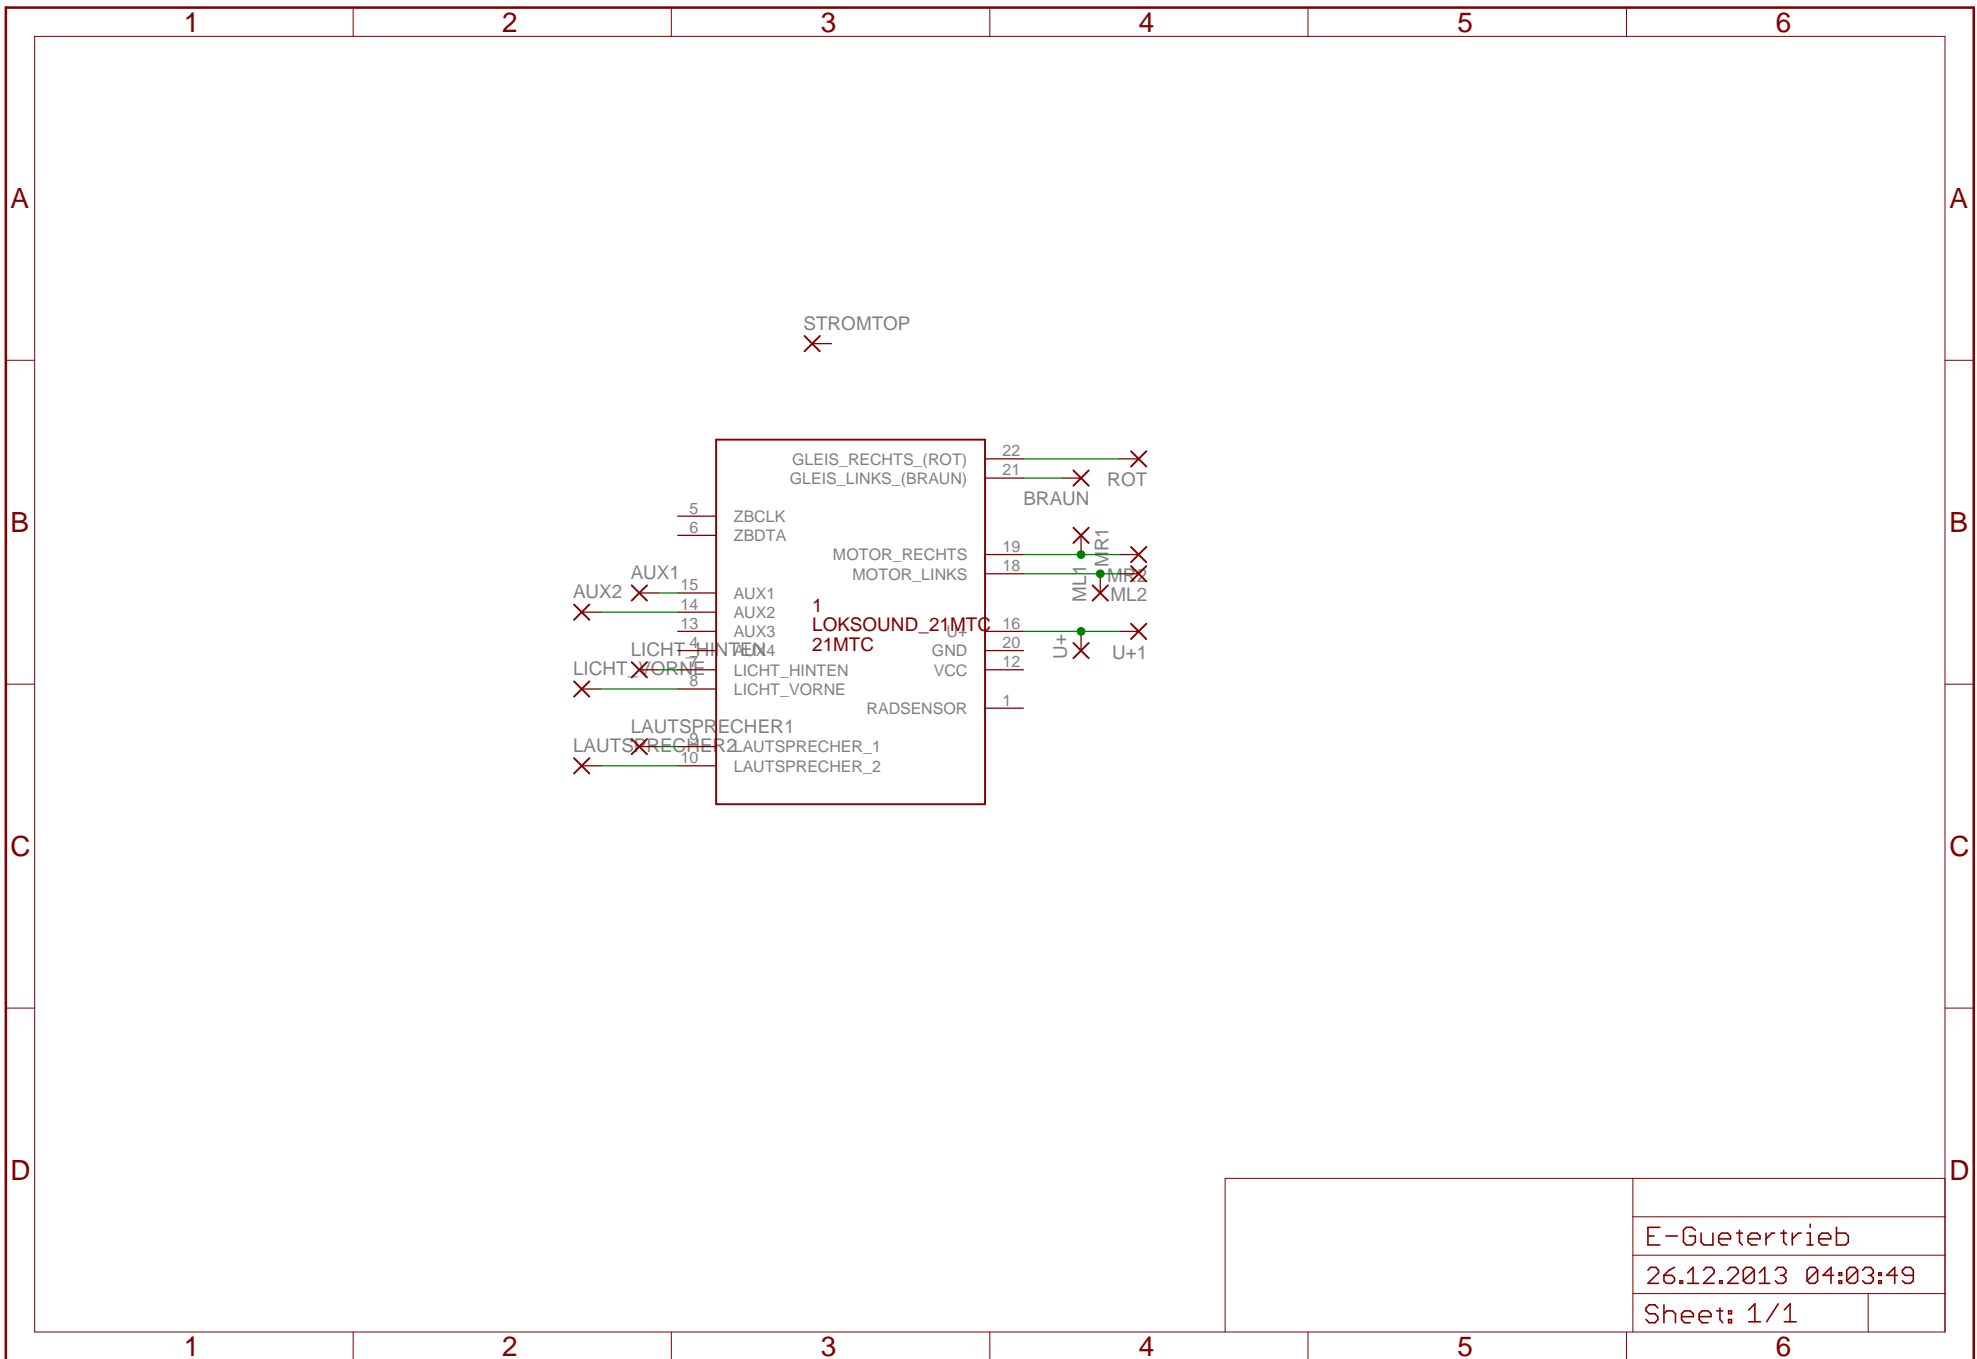 1 2 3 4 5 6
A A
STROMTOP
22
GLEIS_RECHTS_(ROT)
21
GLEIS_LINKS_(BRAUN)
ROT
BRAUN
B B
5 ZBCLK
6 ZBDTA
MR1
19
MOTOR_RECHTS
18
MOTOR_LINKS
MR2
ML1
ML2
AUX1
AUX2
15 AUX1
14 AUX2
13 AUX3
4 AUX4
1
LOKSOUND_21MTC
21MTC
U+ 16
GND 20
VCC 12
U+
U+1
LICHT_HINTEN
LICHT_VORNE
7 LICHT_HINTEN
8 LICHT_VORNE
RADSENSOR 1
LAUTSPRECHER1
LAUTSPRECHER2
9 LAUTSPRECHER_1
10 LAUTSPRECHER_2
C C
D D
E-Guetertrieb
26.12.2013 04:03:49
Sheet: 1/1
1 2 3 4 5 6